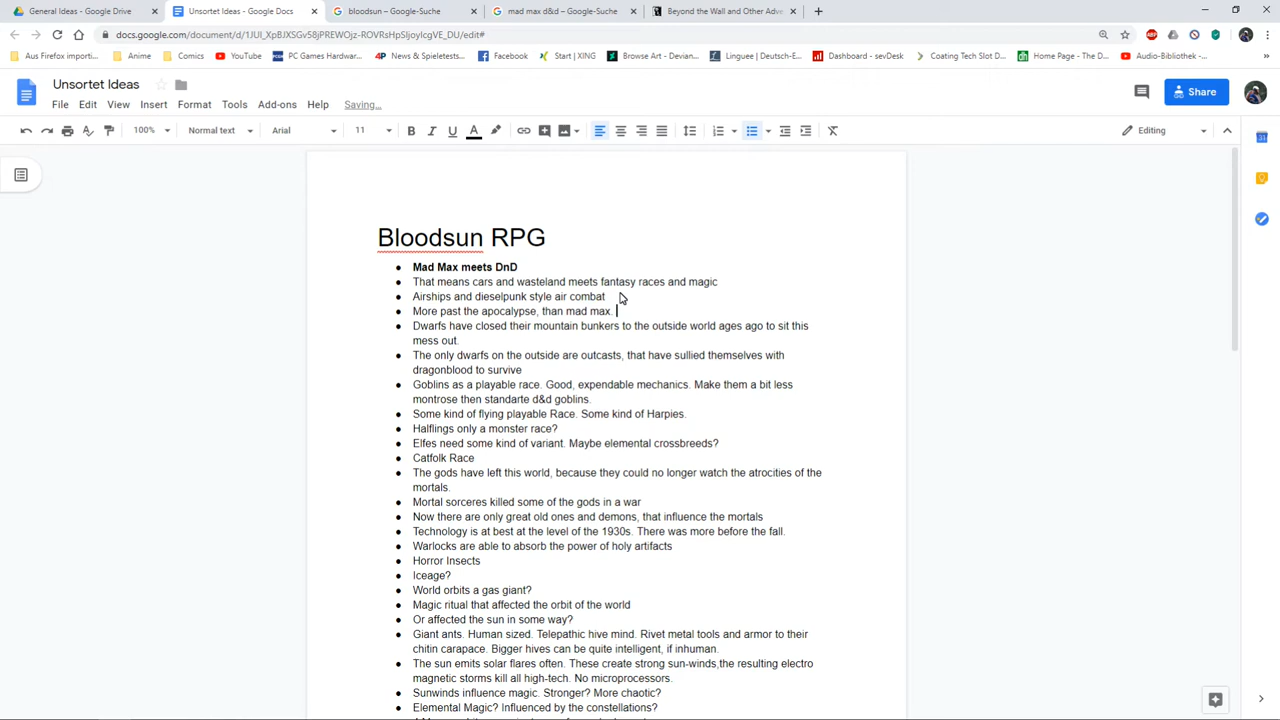 General Ideas - Google Drive
Unsortet Ideas - Google Docs
bloodsun – Google-Suche
mad max d&d – Google-Suche
Beyond the Wall and Other Adv
docs.google.com/document/d/
Aus Firefox importi...
Anime
Comics
YouTube
PC Games Hardwar...
News & Spieletests...
Facebook
Start | XING
Browse Art - Devian...
Linguee | Deutsch-E...
Dashboard - sevDesk
Coating Tech Slot D...
Home Page - The D...
Audio-Bibliothek -...
Unsortet Ideas
File Edit View Insert Format Tools Add-ons Help Saving...
Share
100% Normal text Arial 11 B I U A Editing
Bloodsun RPG
Mad Max meets DnD
That means cars and wasteland meets fantasy races and magic
Airships and dieselpunk style air combat
More past the apocalypse, than mad max.
Dwarfs have closed their mountain bunkers to the outside world ages ago to sit this
mess out.
The only dwarfs on the outside are outcasts, that have sullied themselves with
dragonblood to survive
Goblins as a playable race. Good, expendable mechanics. Make them a bit less
montrose then standarte d&d goblins.
Some kind of flying playable Race. Some kind of Harpies.
Halflings only a monster race?
Elfes need some kind of variant. Maybe elemental crossbreeds?
Catfolk Race
The gods have left this world, because they could no longer watch the atrocities of the
mortals.
Mortal sorceres killed some of the gods in a war
Now there are only great old ones and demons, that influence the mortals
Technology is at best at the level of the 1930s. There was more before the fall.
Warlocks are able to absorb the power of holy artifacts
Horror Insects
Iceage?
World orbits a gas giant?
Magic ritual that affected the orbit of the world
Or affected the sun in some way?
Giant ants. Human sized. Telepathic hive mind. Rivet metal tools and armor to their
chitin carapace. Bigger hives can be quite intelligent, if inhuman.
The sun emits solar flares often. These create strong sun-winds,the resulting electro
magnetic storms kill all high-tech. No microprocessors.
Sunwinds influence magic. Stronger? More chaotic?
Elemental Magic? Influenced by the constellations?